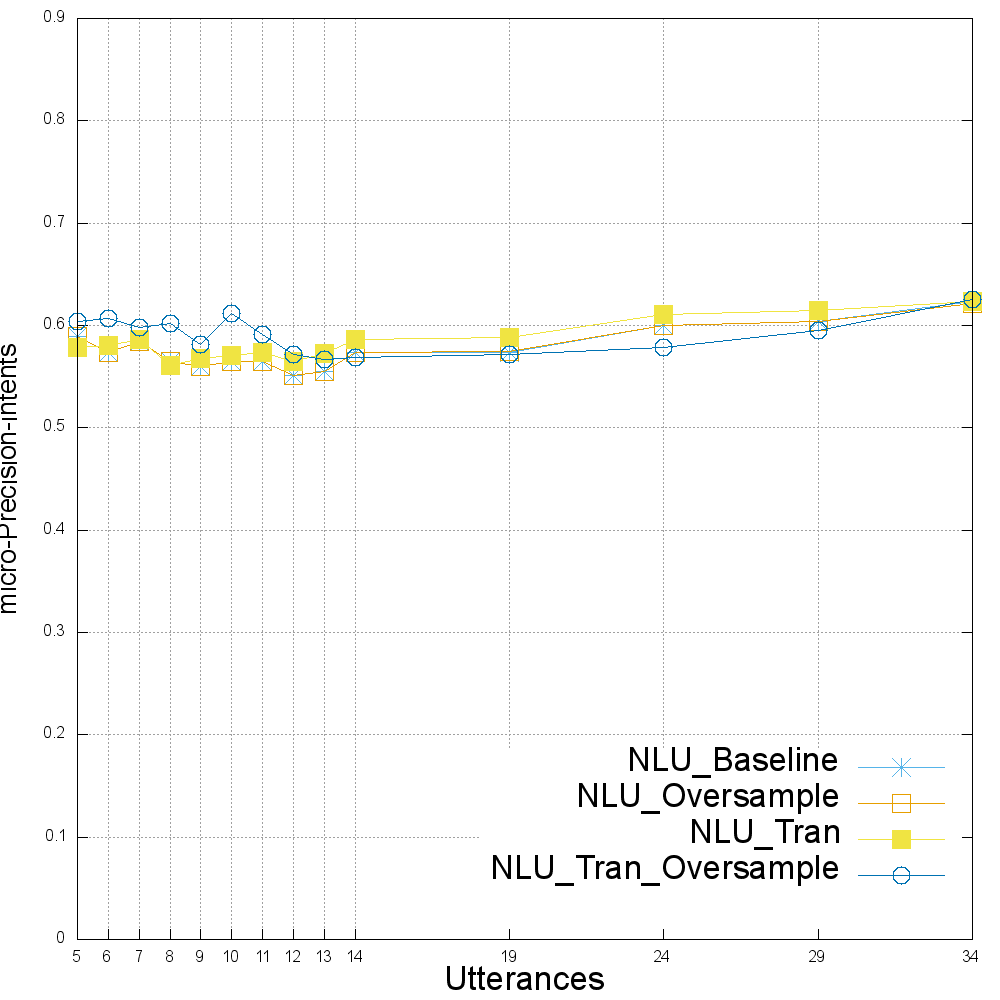 0.9
0.8
0.7
0.6
0.5
0.4
0.3
0.2
0.1
0
micro-Precision-intents
NLU_Baseline
NLU_Oversample
NLU_Tran
NLU_Tran_Oversample
5 6 7 8 9 10 11 12 13 14 19 24 29 34
Utterances